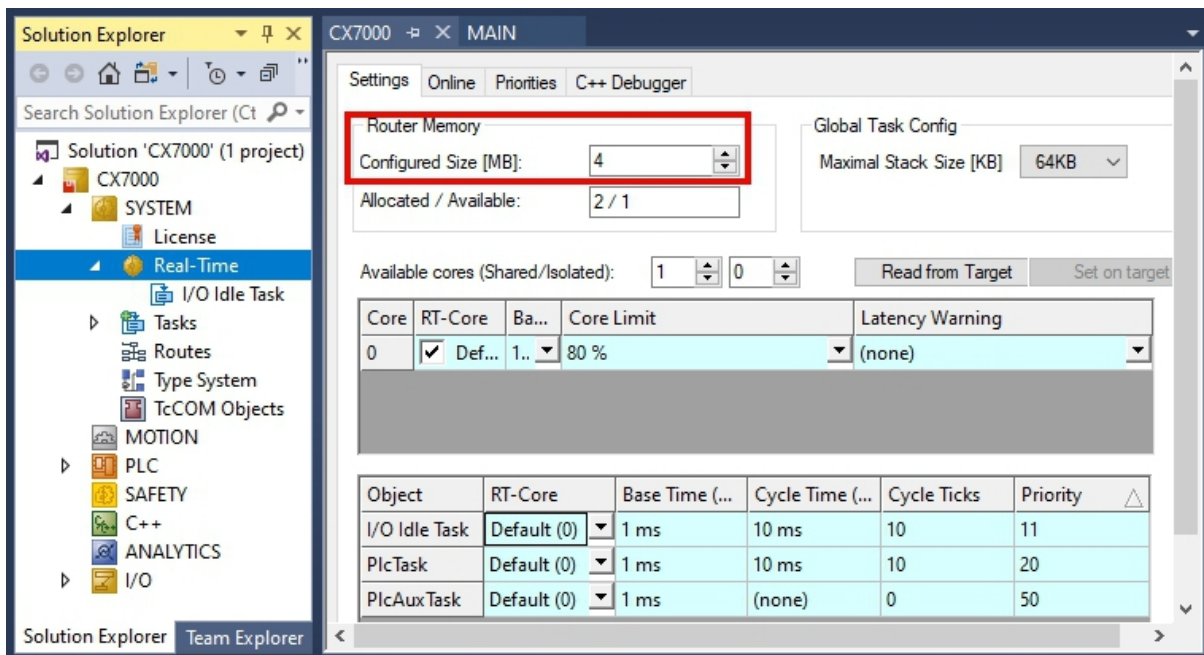 Solution Explorer
Search Solution Explorer (Ct
Solution 'CX7000' (1 project)
CX7000
SYSTEM
License
Real-Time
I/O Idle Task
Tasks
Routes
Type System
TcCOM Objects
MOTION
PLC
SAFETY
C++
ANALYTICS
I/O
Solution Explorer Team Explorer
CX7000 MAIN
Settings Online Priorities C++ Debugger
Router Memory
Configured Size [MB]: 4
Allocated / Available: 2 / 1
Global Task Config
Maximal Stack Size [KB] 64KB
Available cores (Shared/Isolated): 1 0 Read from Target Set on target
Core RT-Core Ba... Core Limit Latency Warning
0 Def... 1.. 80 % (none)
Object RT-Core Base Time (... Cycle Time (... Cycle Ticks Priority
I/O Idle Task Default (0) 1 ms 10 ms 10 11
PlcTask Default (0) 1 ms 10 ms 10 20
PlcAuxTask Default (0) 1 ms (none) 0 50